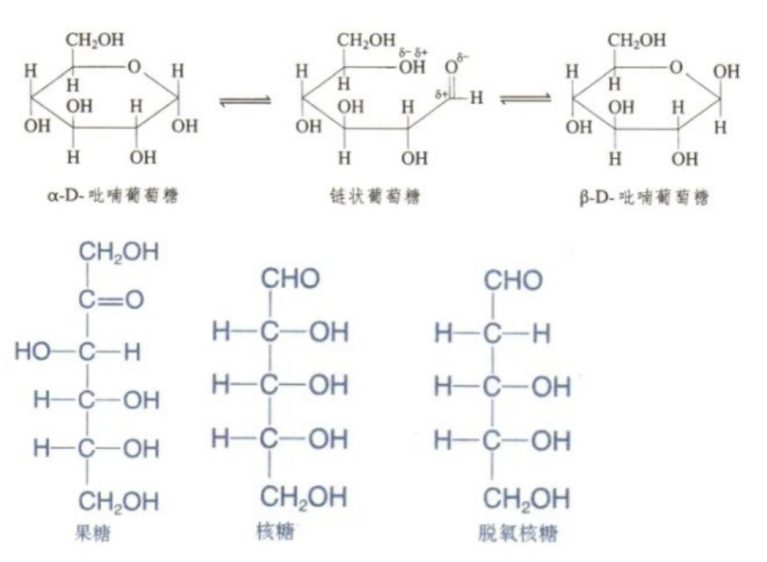 CH₂OH CH₂OH CH₂OH
H O H H δ⁻ δ⁺ OH O δ⁻ H O OH
H H δ⁺ H H
OH H OH H OH H
OH OH OH OH H
H OH H OH H OH
α-D-吡喃葡萄糖 链状葡萄糖 β-D-吡喃葡萄糖
CH₂OH
C=O CHO CHO
HO—C—H H—C—OH H—C—H
H—C—OH H—C—OH H—C—OH
H—C—OH H—C—OH H—C—OH
CH₂OH CH₂OH CH₂OH
果糖 核糖 脱氧核糖